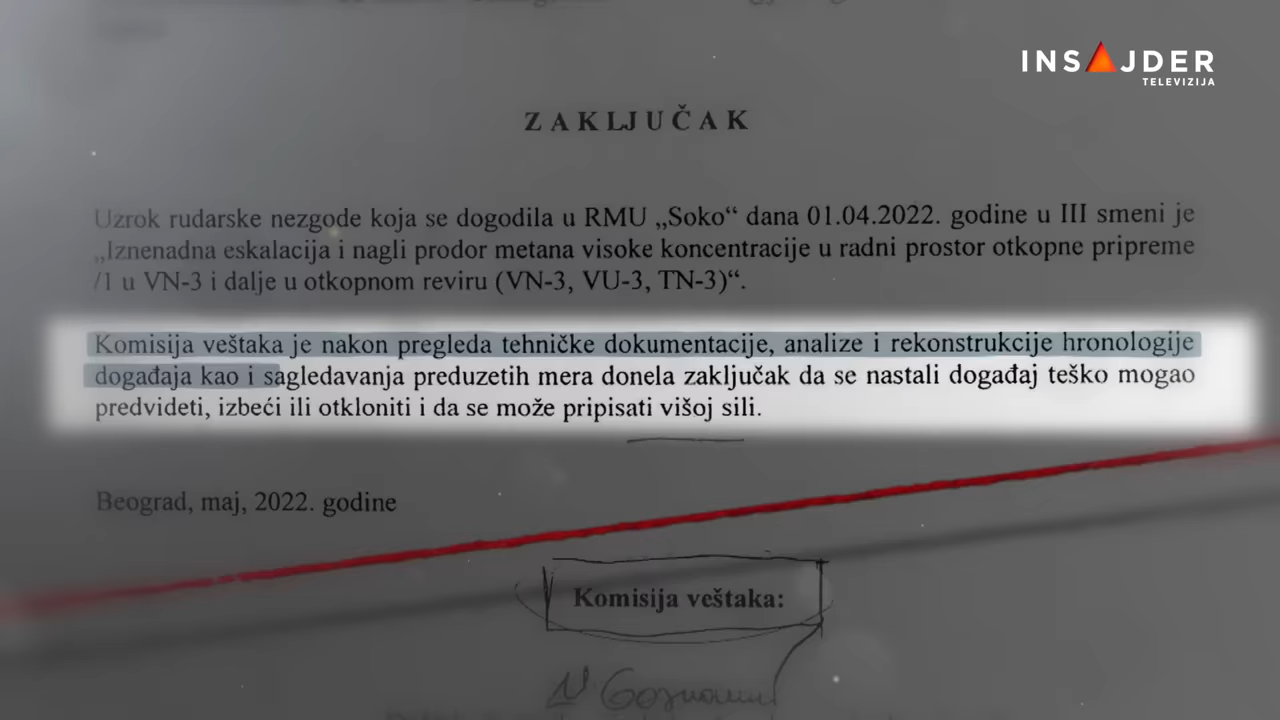 INSAJDER
TELEVIZIJA
ZAKLJUČAK
Uzrok rudarske nezgode koja se dogodila u RMU „Soko“ dana 01.04.2022. godine u III smeni je
„Iznenadna eskalacija i nagli prodor metana visoke koncentracije u radni prostor otkopne pripreme
/1 u VN-3 i dalje u otkopnom reviru (VN-3, VU-3, TN-3)“.
Komisija veštaka je nakon pregleda tehničke dokumentacije, analize i rekonstrukcije hronologije
događaja kao i sagledavanja preduzetih mera donela zaključak da se nastali događaj teško mogao
predvideti, izbeći ili otkloniti i da se može pripisati višoj sili.
Beograd, maj, 2022. godine
Komisija veštaka: